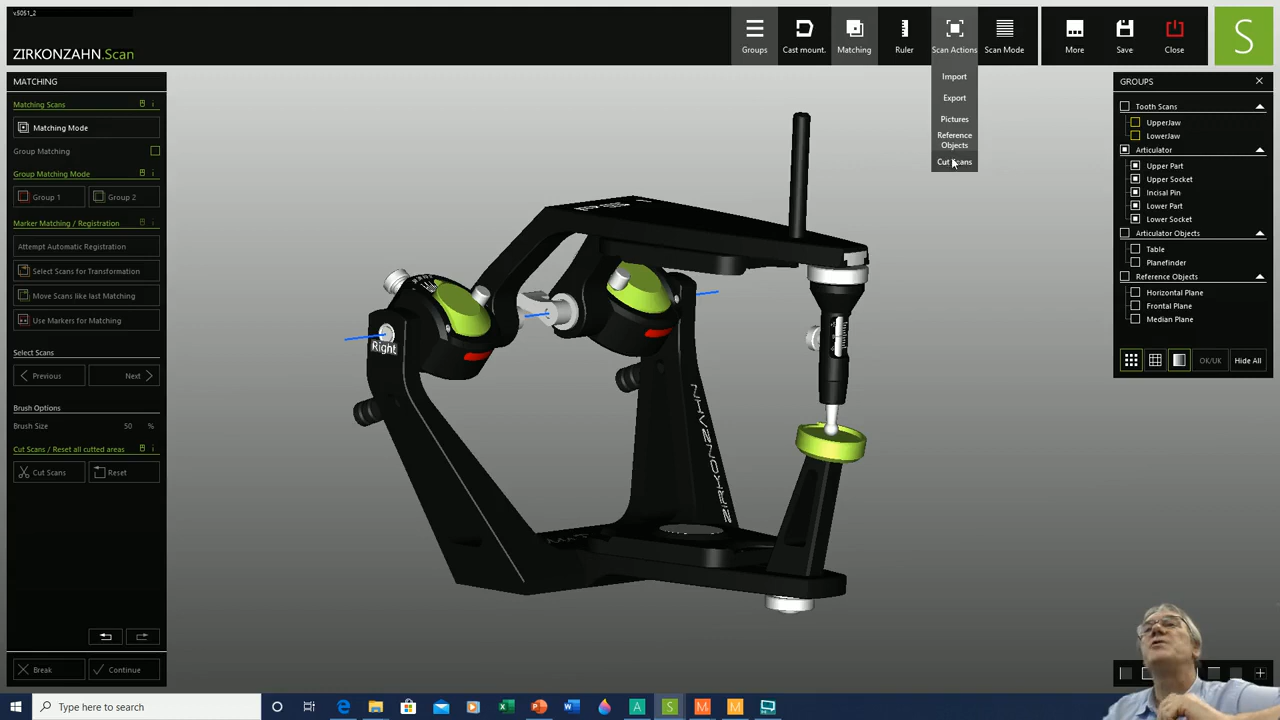 v.5051_2
ZIRKONZAHN.Scan
Groups
Cast mount.
Matching
Ruler
Scan Actions
Scan Mode
More
Save
Close
S
Import
Export
Pictures
Reference
Objects
Cut Scans
MATCHING
Matching Scans
Matching Mode
Group Matching
Group Matching Mode
Group 1
Group 2
Marker Matching / Registration
Attempt Automatic Registration
Select Scans for Transformation
Move Scans like last Matching
Use Markers for Matching
Select Scans
Previous
Next
Brush Options
Brush Size 50 %
Cut Scans / Reset all cutted areas
Cut Scans
Reset
Break
Continue
Right
GROUPS
Tooth Scans
UpperJaw
LowerJaw
Articulator
Upper Part
Upper Socket
Incisal Pin
Lower Part
Lower Socket
Articulator Objects
Table
Planefinder
Reference Objects
Horizontal Plane
Frontal Plane
Median Plane
OK/UK
Hide All
Type here to search